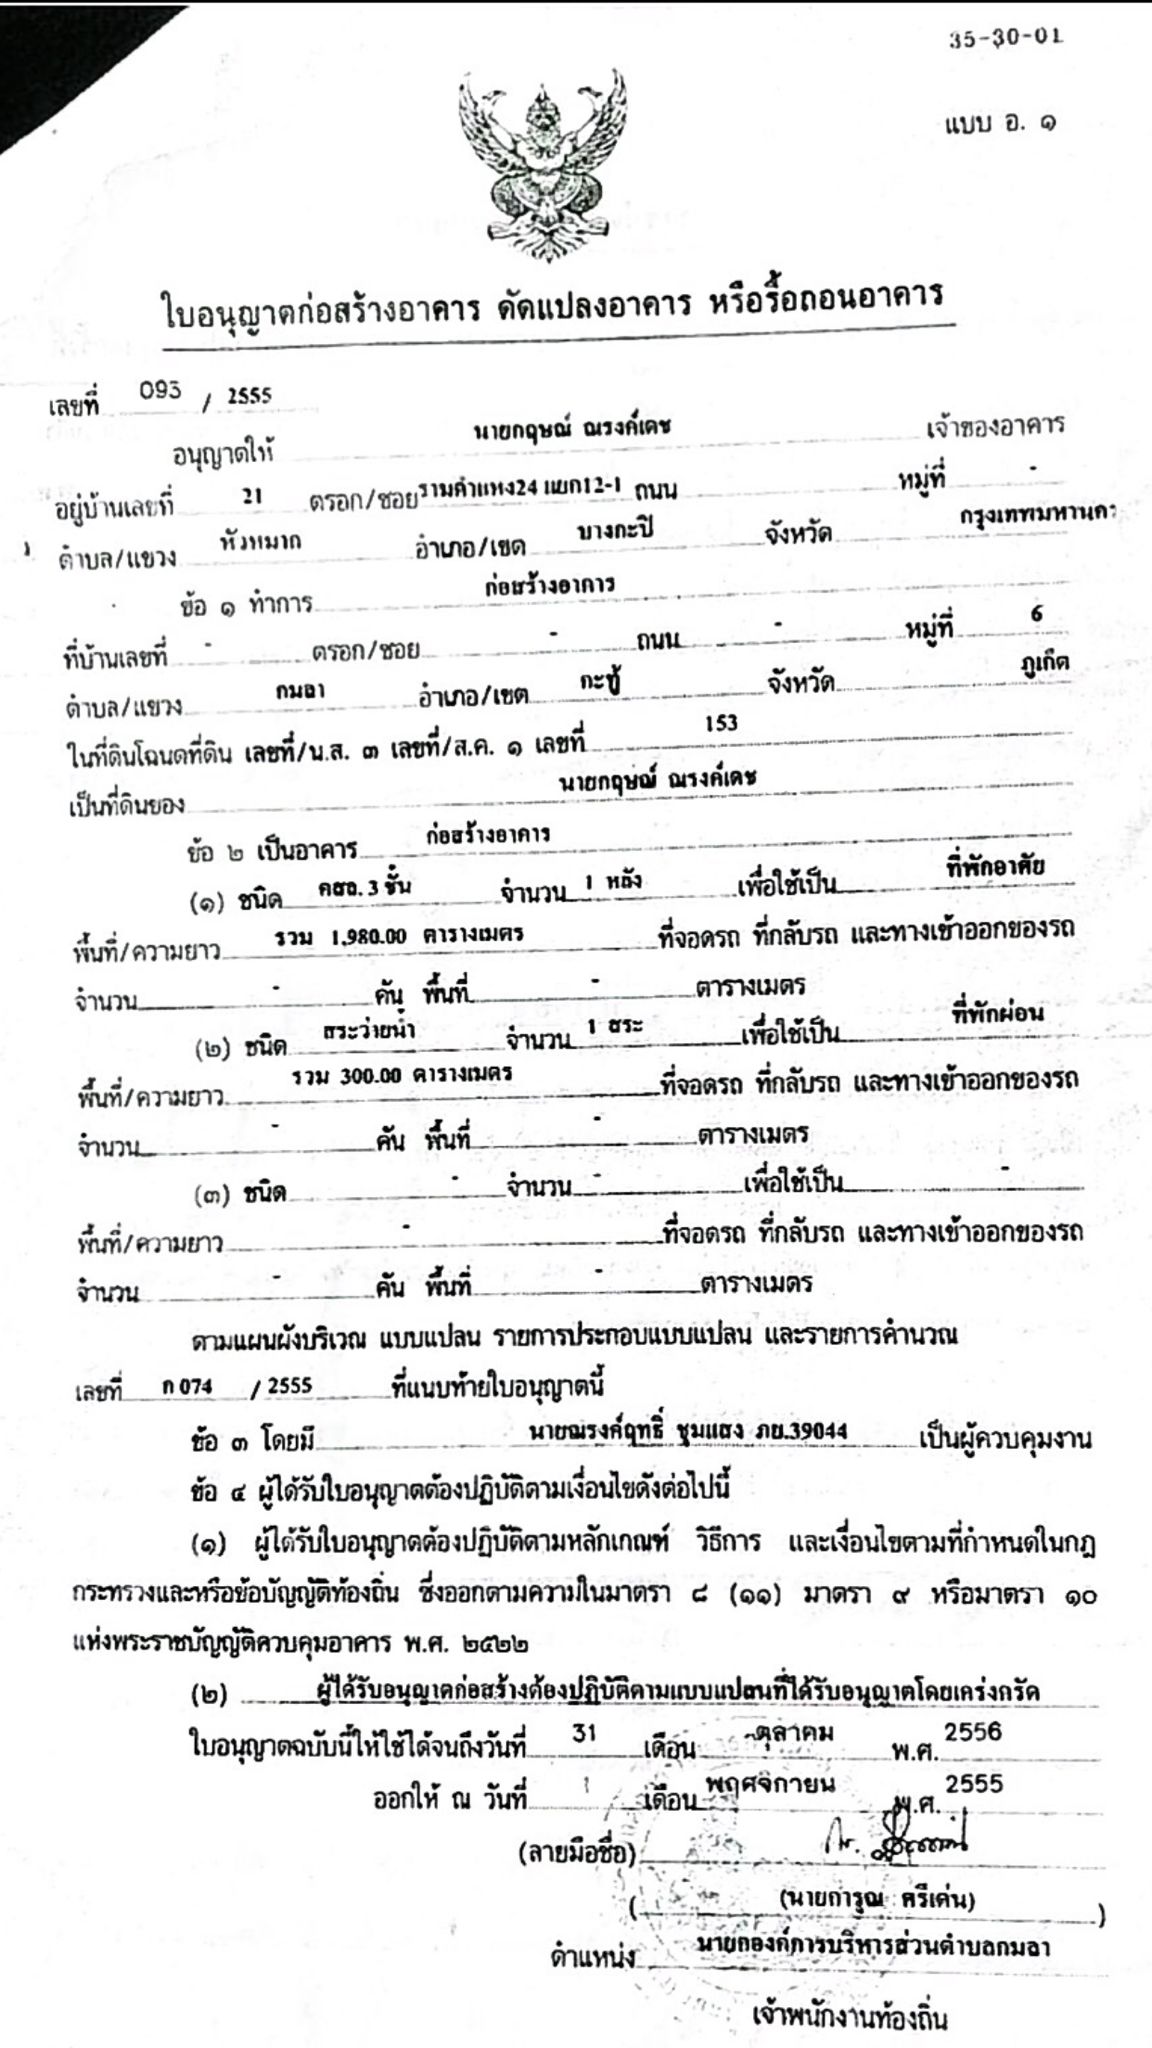 35-30-01
แบบ อ. ๑
ใบอนุญาตก่อสร้างอาคาร ดัดแปลงอาคาร หรือรื้อถอนอาคาร
เลขที่ 093 / 2555
อนุญาตให้ นายกฤษณ์ ณรงค์เดช เจ้าของอาคาร
อยู่บ้านเลขที่ 21 ตรอก/ซอย รามคำแหง24 แยก12-1 ถนน หมู่ที่ -
ตำบล/แขวง หัวหมาก อำเภอ/เขต บางกะปิ จังหวัด กรุงเทพมหานคร
ข้อ ๑ ทำการ ก่อสร้างอาคาร
ที่บ้านเลขที่ - ตรอก/ซอย - ถนน - หมู่ที่ 6
ตำบล/แขวง กมลา อำเภอ/เขต กะทู้ จังหวัด ภูเก็ต
ในที่ดินโฉนดที่ดิน เลขที่/น.ส. ๓ เลขที่/ส.ค. ๑ เลขที่ 153
เป็นที่ดินของ นายกฤษณ์ ณรงค์เดช
ข้อ ๒ เป็นอาคาร ก่อสร้างอาคาร
(๑) ชนิด คสล. 3 ชั้น จำนวน 1 หลัง เพื่อใช้เป็น ที่พักอาศัย
พื้นที่/ความยาว รวม 1,980.00 ตารางเมตร ที่จอดรถ ที่กลับรถ และทางเข้าออกของรถ
จำนวน - คัน พื้นที่ - ตารางเมตร
(๒) ชนิด สระว่ายน้ำ จำนวน 1 สระ เพื่อใช้เป็น ที่พักผ่อน
พื้นที่/ความยาว รวม 300.00 ตารางเมตร ที่จอดรถ ที่กลับรถ และทางเข้าออกของรถ
จำนวน - คัน พื้นที่ - ตารางเมตร
(๓) ชนิด - จำนวน - เพื่อใช้เป็น -
พื้นที่/ความยาว - ที่จอดรถ ที่กลับรถ และทางเข้าออกของรถ
จำนวน - คัน พื้นที่ - ตารางเมตร
ตามแผนผังบริเวณ แบบแปลน รายการประกอบแบบแปลน และรายการคำนวณ
เลขที่ ก 074 / 2555 ที่แนบท้ายใบอนุญาตนี้
ข้อ ๓ โดยมี นายณรงค์ฤทธิ์ ชุมแสง ภย.39044 เป็นผู้ควบคุมงาน
ข้อ ๔ ผู้ได้รับใบอนุญาตต้องปฏิบัติตามเงื่อนไขดังต่อไปนี้
(๑) ผู้ได้รับใบอนุญาตต้องปฏิบัติตามหลักเกณฑ์ วิธีการ และเงื่อนไขตามที่กำหนดในกฎ
กระทรวงและหรือข้อบัญญัติท้องถิ่น ซึ่งออกตามความในมาตรา ๘ (๑๑) มาตรา ๙ หรือมาตรา ๑๐
แห่งพระราชบัญญัติควบคุมอาคาร พ.ศ. ๒๕๒๒
(๒) ผู้ได้รับอนุญาตก่อสร้างต้องปฏิบัติตามแบบแปลนที่ได้รับอนุญาตโดยเคร่งกรัด
ใบอนุญาตฉบับนี้ให้ใช้ได้จนถึงวันที่ 31 เดือน ตุลาคม พ.ศ. 2556
ออกให้ ณ วันที่ 1 เดือน พฤศจิกายน พ.ศ. 2555
(ลายมือชื่อ)
(นายการุณ ศรีเด่น)
ตำแหน่ง นายกองค์การบริหารส่วนตำบลกมลา
เจ้าพนักงานท้องถิ่น